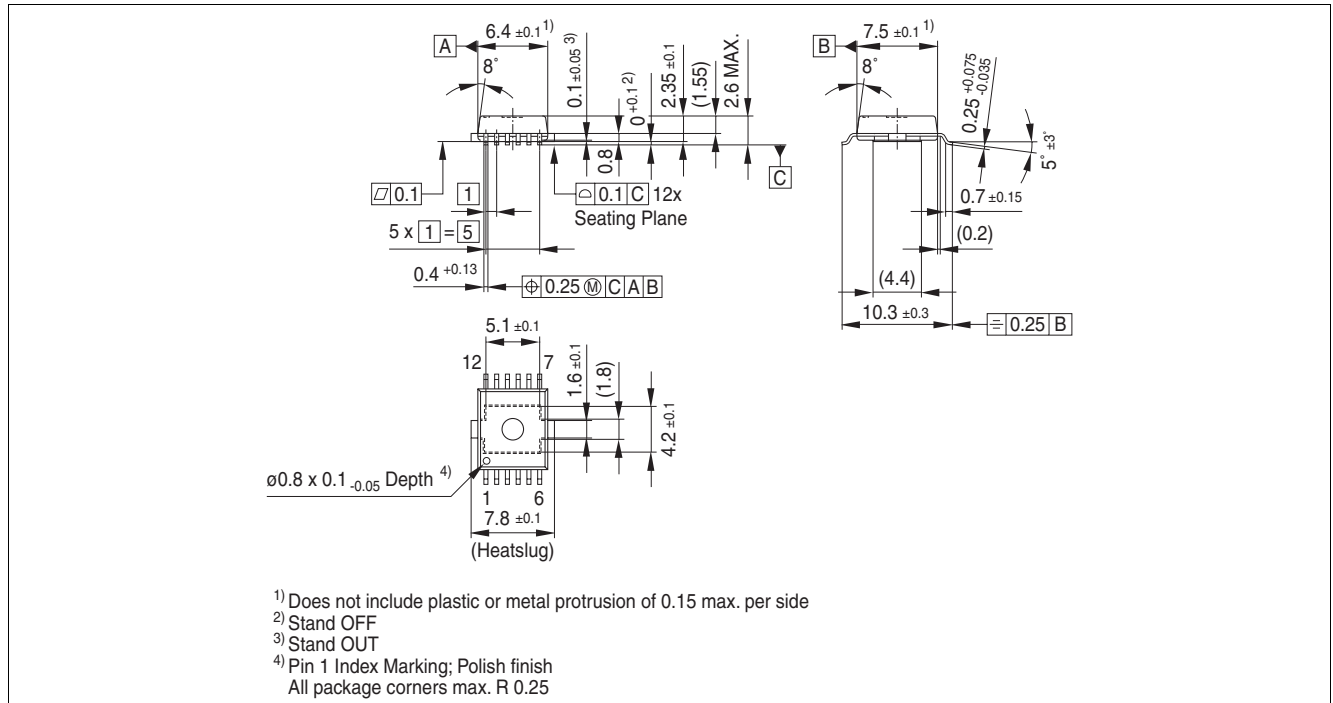 A
6.4 ±0.1 1)
8°
0.1±0.05 3)
0 +0.1 2)
2.35 ±0.1
(1.55)
2.6 MAX.
0.8
C
⏥ 0.1
1
⌓ 0.1 C 12x
Seating Plane
5 x 1 = 5
0.4 +0.13
⌖ 0.25 Ⓜ C A B
B
7.5 ±0.1 1)
8°
0.25 +0.075 -0.035
5° ±3°
0.7 ±0.15
(0.2)
(4.4)
10.3 ±0.3
⌯ 0.25 B
5.1 ±0.1
12
7
1.6 ±0.1
(1.8)
4.2 ±0.1
ø0.8 x 0.1 -0.05 Depth 4)
1
6
7.8 ±0.1
(Heatslug)
1) Does not include plastic or metal protrusion of 0.15 max. per side
2) Stand OFF
3) Stand OUT
4) Pin 1 Index Marking; Polish finish
All package corners max. R 0.25